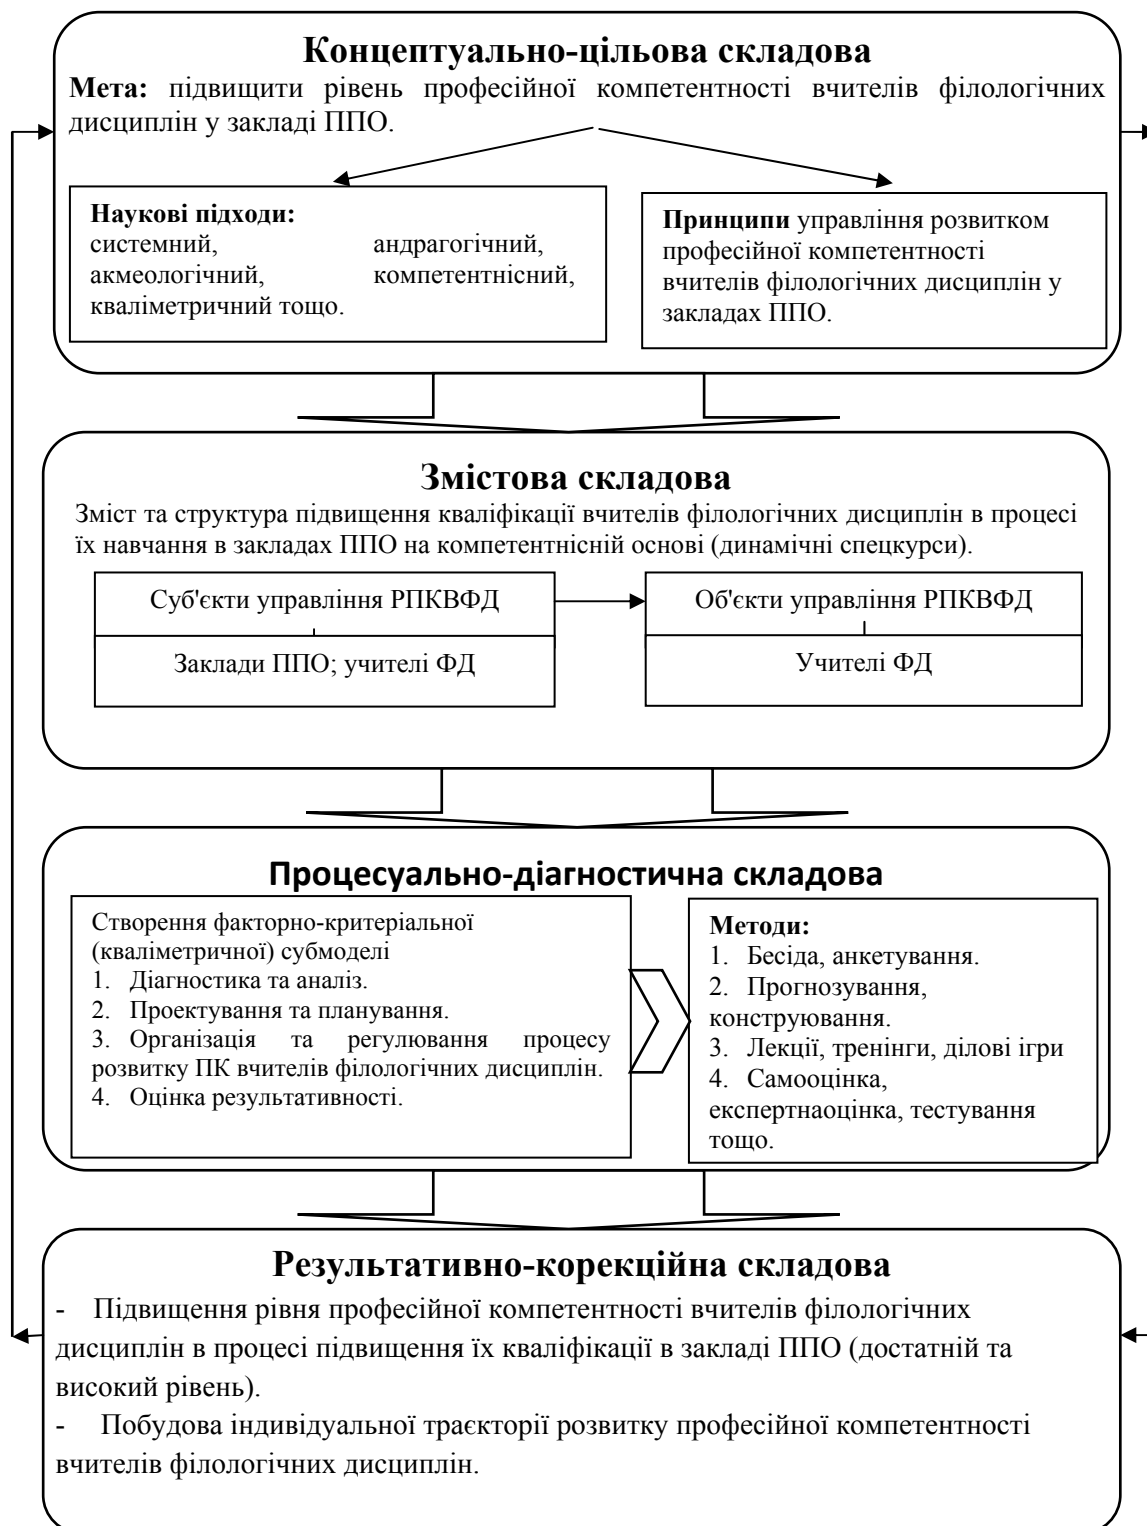 Концептуально-цільова складова
Мета: підвищити рівень професійної компетентності вчителів філологічних
дисциплін у закладі ППО.
Наукові підходи:
системний, андрагогічний,
акмеологічний, компетентнісний,
кваліметричний тощо.
Принципи управління розвитком
професійної компетентності
вчителів філологічних дисциплін у
закладах ППО.
Змістова складова
Зміст та структура підвищення кваліфікації вчителів філологічних дисциплін в процесі
їх навчання в закладах ППО на компетентнісній основі (динамічні спецкурси).
Суб'єкти управління РПКВФД
Заклади ППО; учителі ФД
Об'єкти управління РПКВФД
Учителі ФД
Процесуально-діагностична складова
Створення факторно-критеріальної
(кваліметричної) субмоделі
1. Діагностика та аналіз.
2. Проектування та планування.
3. Організація та регулювання процесу
розвитку ПК вчителів філологічних дисциплін.
4. Оцінка результативності.
Методи:
1. Бесіда, анкетування.
2. Прогнозування,
конструювання.
3. Лекції, тренінги, ділові ігри
4. Самооцінка,
експертнаоцінка, тестування
тощо.
Результативно-корекційна складова
- Підвищення рівня професійної компетентності вчителів філологічних
дисциплін в процесі підвищення їх кваліфікації в закладі ППО (достатній та
високий рівень).
- Побудова індивідуальної траєкторії розвитку професійної компетентності
вчителів філологічних дисциплін.